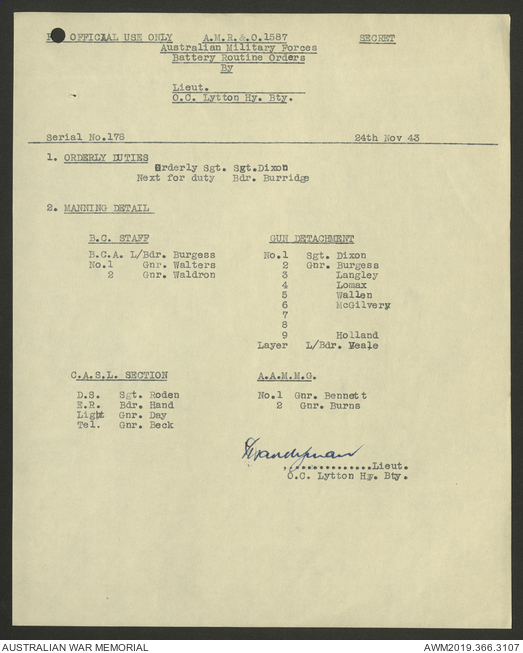 OFFICIAL USE ONLY A.M.R.&.O.1587 SECRET
Australian Military Forces
Battery Routine Orders
By
Lieut.
O.C. Lytton Hy. Bty.
Serial No.178 24th Nov 43
1. ORDERLY DUTIES
Orderly Sgt. Sgt.Dixon
Next for duty Bdr. Burridge
2. MANNING DETAIL
B.C. STAFF
B.C.A. L/Bdr. Burgess
No.1 Gnr. Walters
2 Gnr. Waldron
GUN DETACHMENT
No.1 Sgt. Dixon
2 Gnr. Burgess
3 Langley
4 Lomax
5 Wallen
6 McGilvery
7
8
9 Holland
Layer L/Bdr. Veale
C.A.S.L. SECTION
D.S. Sgt. Roden
E.R. Bdr. Hand
Light Gnr. Day
Tel. Gnr. Beck
A.A.M.M.G.
No.1 Gnr. Bennett
2 Gnr. Burns
...............Lieut.
O.C. Lytton Hy. Bty.
AUSTRALIAN WAR MEMORIAL AWM2019.366.3107